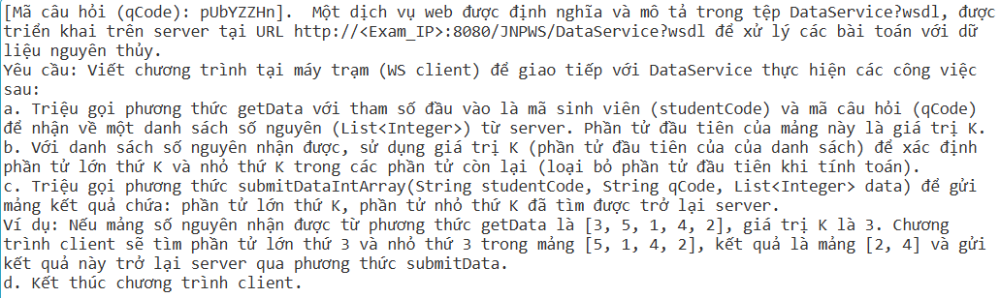 [Mã câu hỏi (qCode): pUbYZZHn].  Một dịch vụ web được định nghĩa và mô tả trong tệp DataService?wsdl, được
triển khai trên server tại URL http://<Exam_IP>:8080/JNPWS/DataService?wsdl để xử lý các bài toán với dữ
liệu nguyên thủy.
Yêu cầu: Viết chương trình tại máy trạm (WS client) để giao tiếp với DataService thực hiện các công việc
sau:
a. Triệu gọi phương thức getData với tham số đầu vào là mã sinh viên (studentCode) và mã câu hỏi (qCode)
để nhận về một danh sách số nguyên (List<Integer>) từ server. Phần tử đầu tiên của mảng này là giá trị K.
b. Với danh sách số nguyên nhận được, sử dụng giá trị K (phần tử đầu tiên của của danh sách) để xác định
phần tử lớn thứ K và nhỏ thứ K trong các phần tử còn lại (loại bỏ phần tử đầu tiên khi tính toán).
c. Triệu gọi phương thức submitDataIntArray(String studentCode, String qCode, List<Integer> data) để gửi
mảng kết quả chứa: phần tử lớn thứ K, phần tử nhỏ thứ K đã tìm được trở lại server.
Ví dụ: Nếu mảng số nguyên nhận được từ phương thức getData là [3, 5, 1, 4, 2], giá trị K là 3. Chương
trình client sẽ tìm phần tử lớn thứ 3 và nhỏ thứ 3 trong mảng [5, 1, 4, 2], kết quả là mảng [2, 4] và gửi
kết quả này trở lại server qua phương thức submitData.
d. Kết thúc chương trình client.